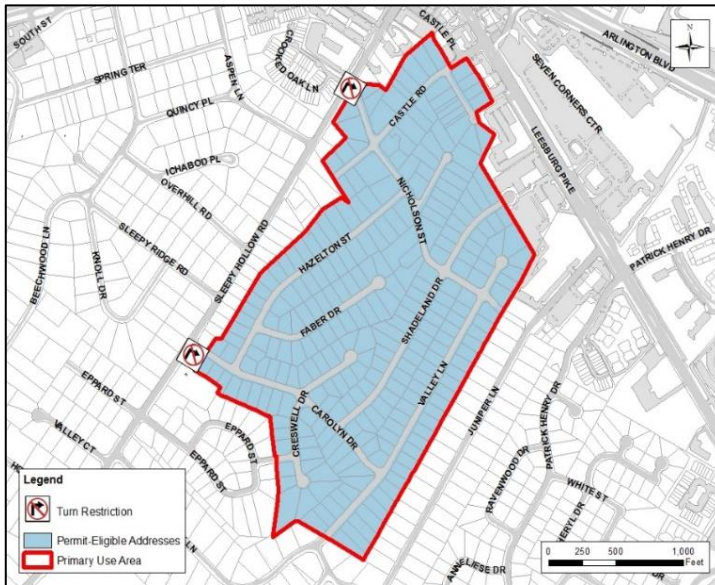 SOUTH ST
SPRING TER
ASPEN LN
CROOKED OAK LN
CASTLE PL
ARLINGTON BLVD
N
QUINCY PL
CASTLE RD
SEVEN CORNERS CTR
LEESBURG PIKE
ICHABOD PL
OVERHILL RD
SLEEPY HOLLOW RD
NICHOLSON ST
PATRICK HENRY DR
BEECHWOOD LN
KNOLL DR
SLEEPY RIDGE RD
HAZELTON ST
FABER DR
SHADELAND DR
EPPARD ST
VALLEY CT
EPPARD ST
EPPARD ST
CRESWELL DR
CAROLYN DR
VALLEY LN
JUNIPER LN
PATRICK HENRY DR
RAVENWOOD DR
WHITE ST
ANNELIESE DR
Legend
Turn Restriction
Permit-Eligible Addresses
Primary Use Area
0 250 500 1,000
Feet